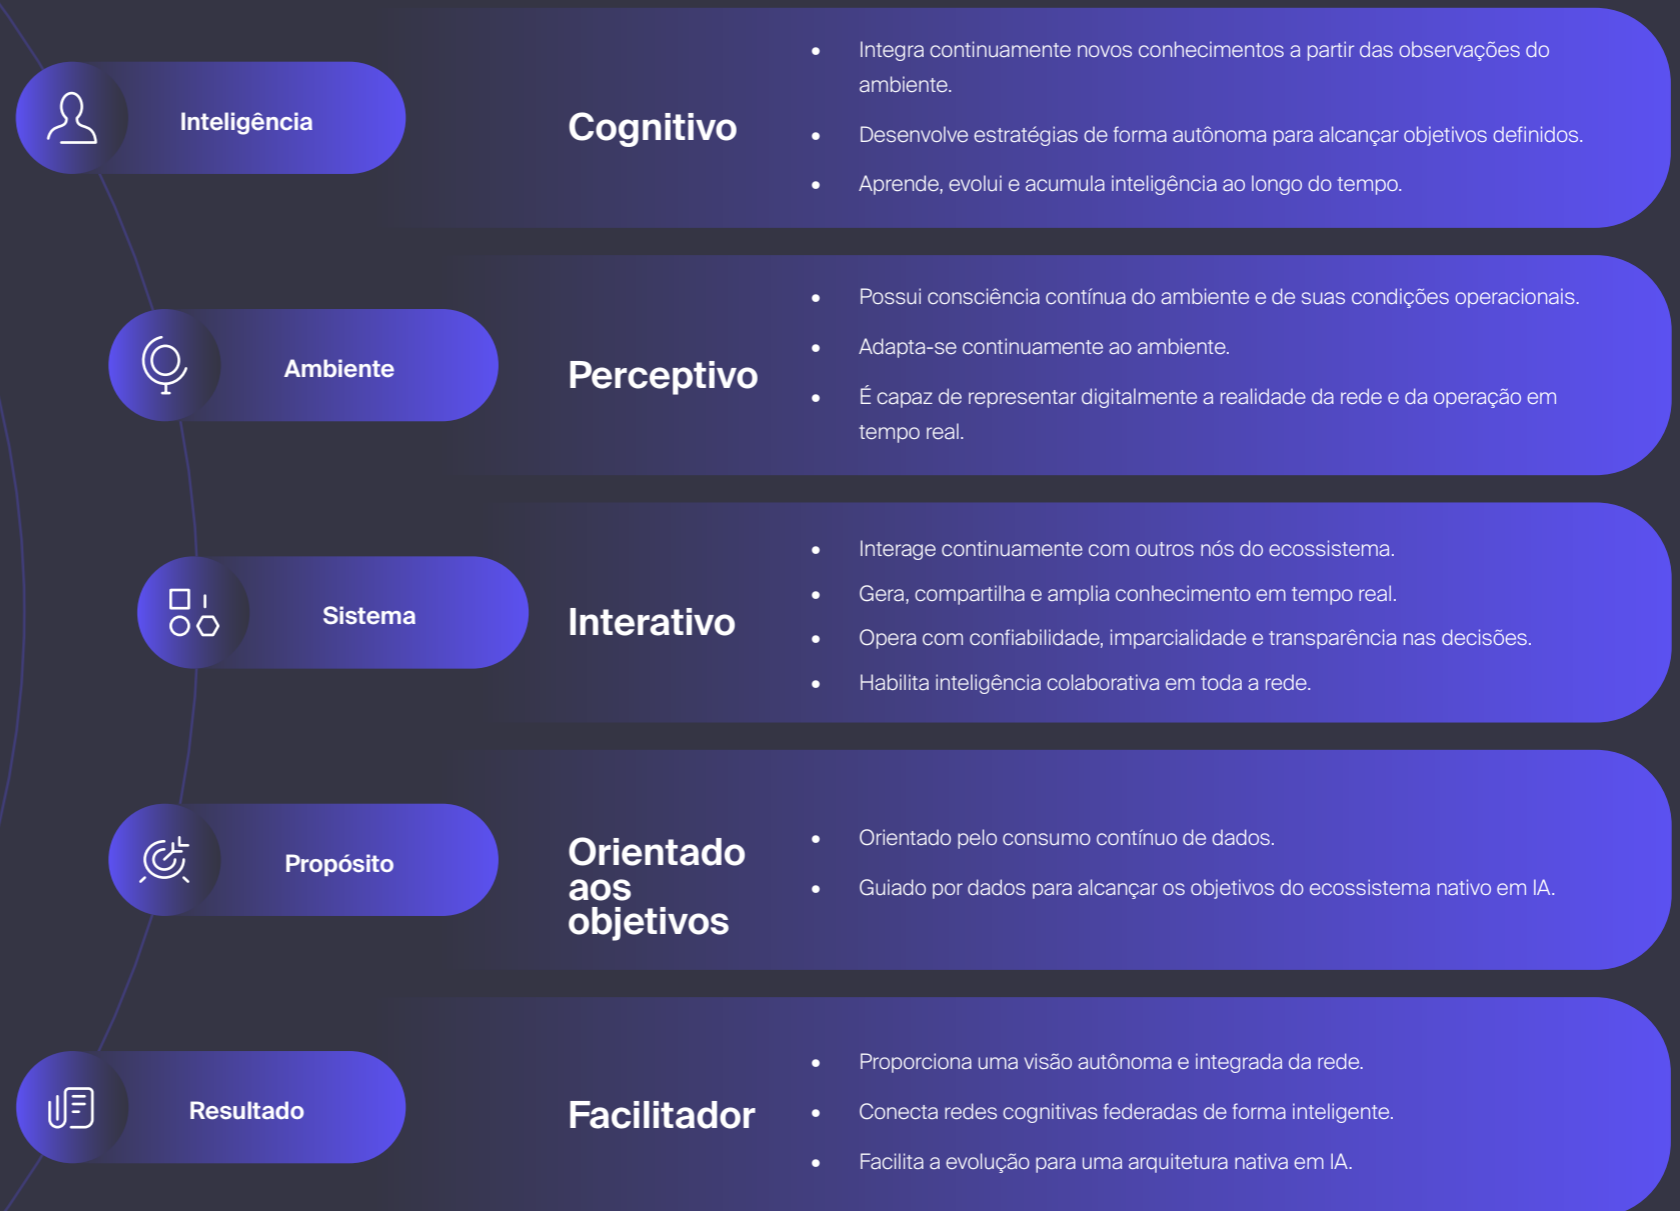 Inteligência
Cognitivo
• Integra continuamente novos conhecimentos a partir das observações do
ambiente.
• Desenvolve estratégias de forma autônoma para alcançar objetivos definidos.
• Aprende, evolui e acumula inteligência ao longo do tempo.
Ambiente
Perceptivo
• Possui consciência contínua do ambiente e de suas condições operacionais.
• Adapta-se continuamente ao ambiente.
• É capaz de representar digitalmente a realidade da rede e da operação em
tempo real.
Sistema
Interativo
• Interage continuamente com outros nós do ecossistema.
• Gera, compartilha e amplia conhecimento em tempo real.
• Opera com confiabilidade, imparcialidade e transparência nas decisões.
• Habilita inteligência colaborativa em toda a rede.
Propósito
Orientado
aos
objetivos
• Orientado pelo consumo contínuo de dados.
• Guiado por dados para alcançar os objetivos do ecossistema nativo em IA.
Resultado
Facilitador
• Proporciona uma visão autônoma e integrada da rede.
• Conecta redes cognitivas federadas de forma inteligente.
• Facilita a evolução para uma arquitetura nativa em IA.